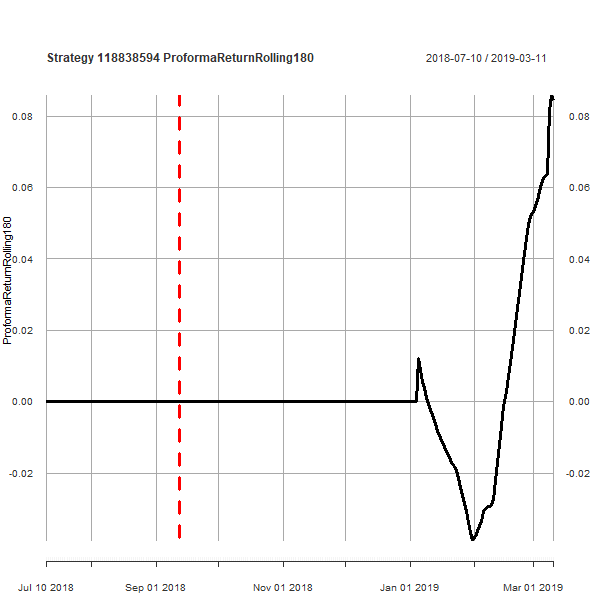 Strategy 118838594 ProformaReturnRolling180
2018-07-10 / 2019-03-11
0.08
0.06
0.04
0.02
0.00
-0.02
ProformaReturnRolling180
0.08
0.06
0.04
0.02
0.00
-0.02
Jul 10 2018
Sep 01 2018
Nov 01 2018
Jan 01 2019
Mar 01 2019